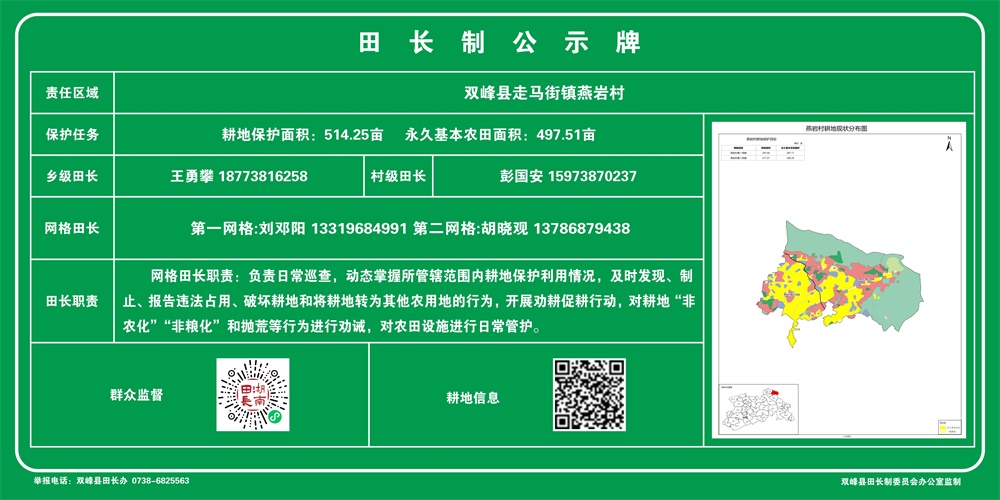 田长制公示牌
责任区域 双峰县走马街镇燕岩村
保护任务 耕地保护面积：514.25亩 永久基本农田面积：497.51亩
乡级田长 王勇攀 18773816258 村级田长 彭国安 15973870237
网格田长 第一网格:刘邓阳 13319684991 第二网格:胡晓观 13786879438
田长职责
网格田长职责：负责日常巡查，动态掌握所管辖范围内耕地保护利用情况，及时发现、制
止、报告违法占用、破坏耕地和将耕地转为其他农用地的行为，开展劝耕促耕行动，对耕地“非
农化”“非粮化”和抛荒等行为进行劝诫，对农田设施进行日常管护。
群众监督
湖南田长
耕地信息
燕岩村耕地现状分布图
N
举报电话：双峰县田长办 0738-6825563
双峰县田长制委员会办公室监制